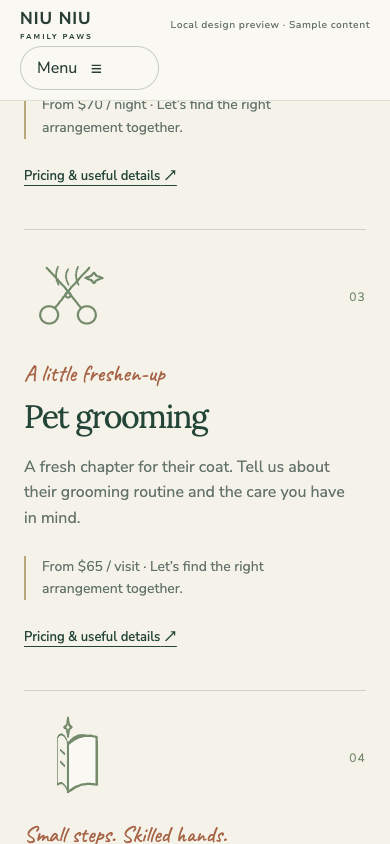 NIU NIU
FAMILY PAWS
Local design preview · Sample content
Menu ≡
From $70 / night · Let's find the right
arrangement together.
Pricing & useful details ↗
03
A little freshen-up
Pet grooming
A fresh chapter for their coat. Tell us about
their grooming routine and the care you have
in mind.
From $65 / visit · Let's find the right
arrangement together.
Pricing & useful details ↗
04
Small steps. Skilled hands.